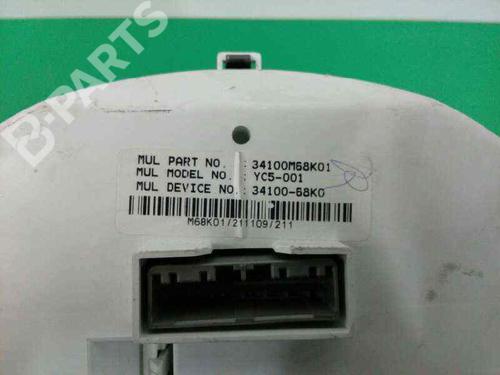 B-PARTS
MUL PART NO. : 34100M68K01
MUL MODEL NO. : YC5-001
MUL DEVICE NO. : 34100-68K0
M68K01/211109/211